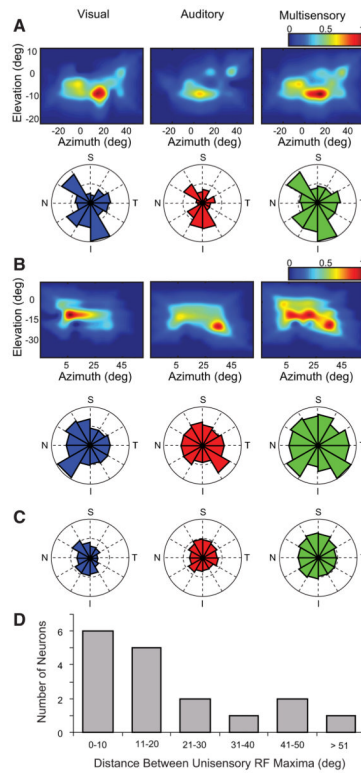 Visual Auditory Multisensory
A
0 0.5 1
Elevation (deg)
10
0
-10
-20
-20 0 20 40 -20 0 20 40 -20 0 20 40
Azimuth (deg) Azimuth (deg) Azimuth (deg)
S S S
N T N T N T
I I I
B
0 0.5 1
Elevation (deg)
0
-15
-30
5 25 45 5 25 45 5 25 45
Azimuth (deg) Azimuth (deg) Azimuth (deg)
S S S
N T N T N T
I I I
C
S S S
N T N T N T
I I I
D
Number of Neurons
6
4
2
0
0-10 11-20 21-30 31-40 41-50 > 51
Distance Between Unisensory RF Maxima (deg)